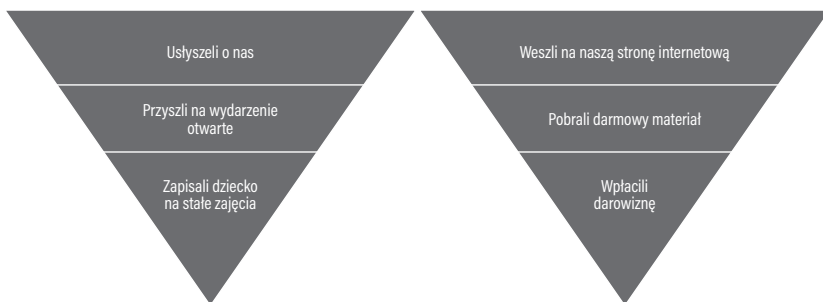 Usłyszeli o nas
Przyszli na wydarzenie
otwarte
Zapisali dziecko
na stałe zajęcia
Weszli na naszą stronę internetową
Pobrali darmowy materiał
Wpłacili
darowiznę